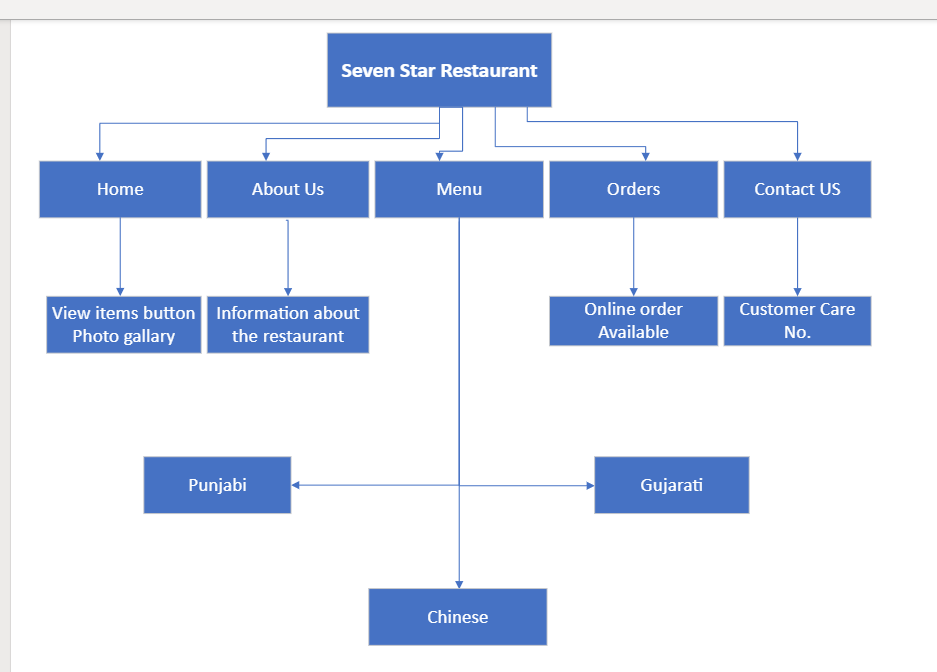 Seven Star Restaurant
Home
About Us
Menu
Orders
Contact US
View items button
Photo gallary
Information about
the restaurant
Online order
Available
Customer Care
No.
Punjabi
Gujarati
Chinese